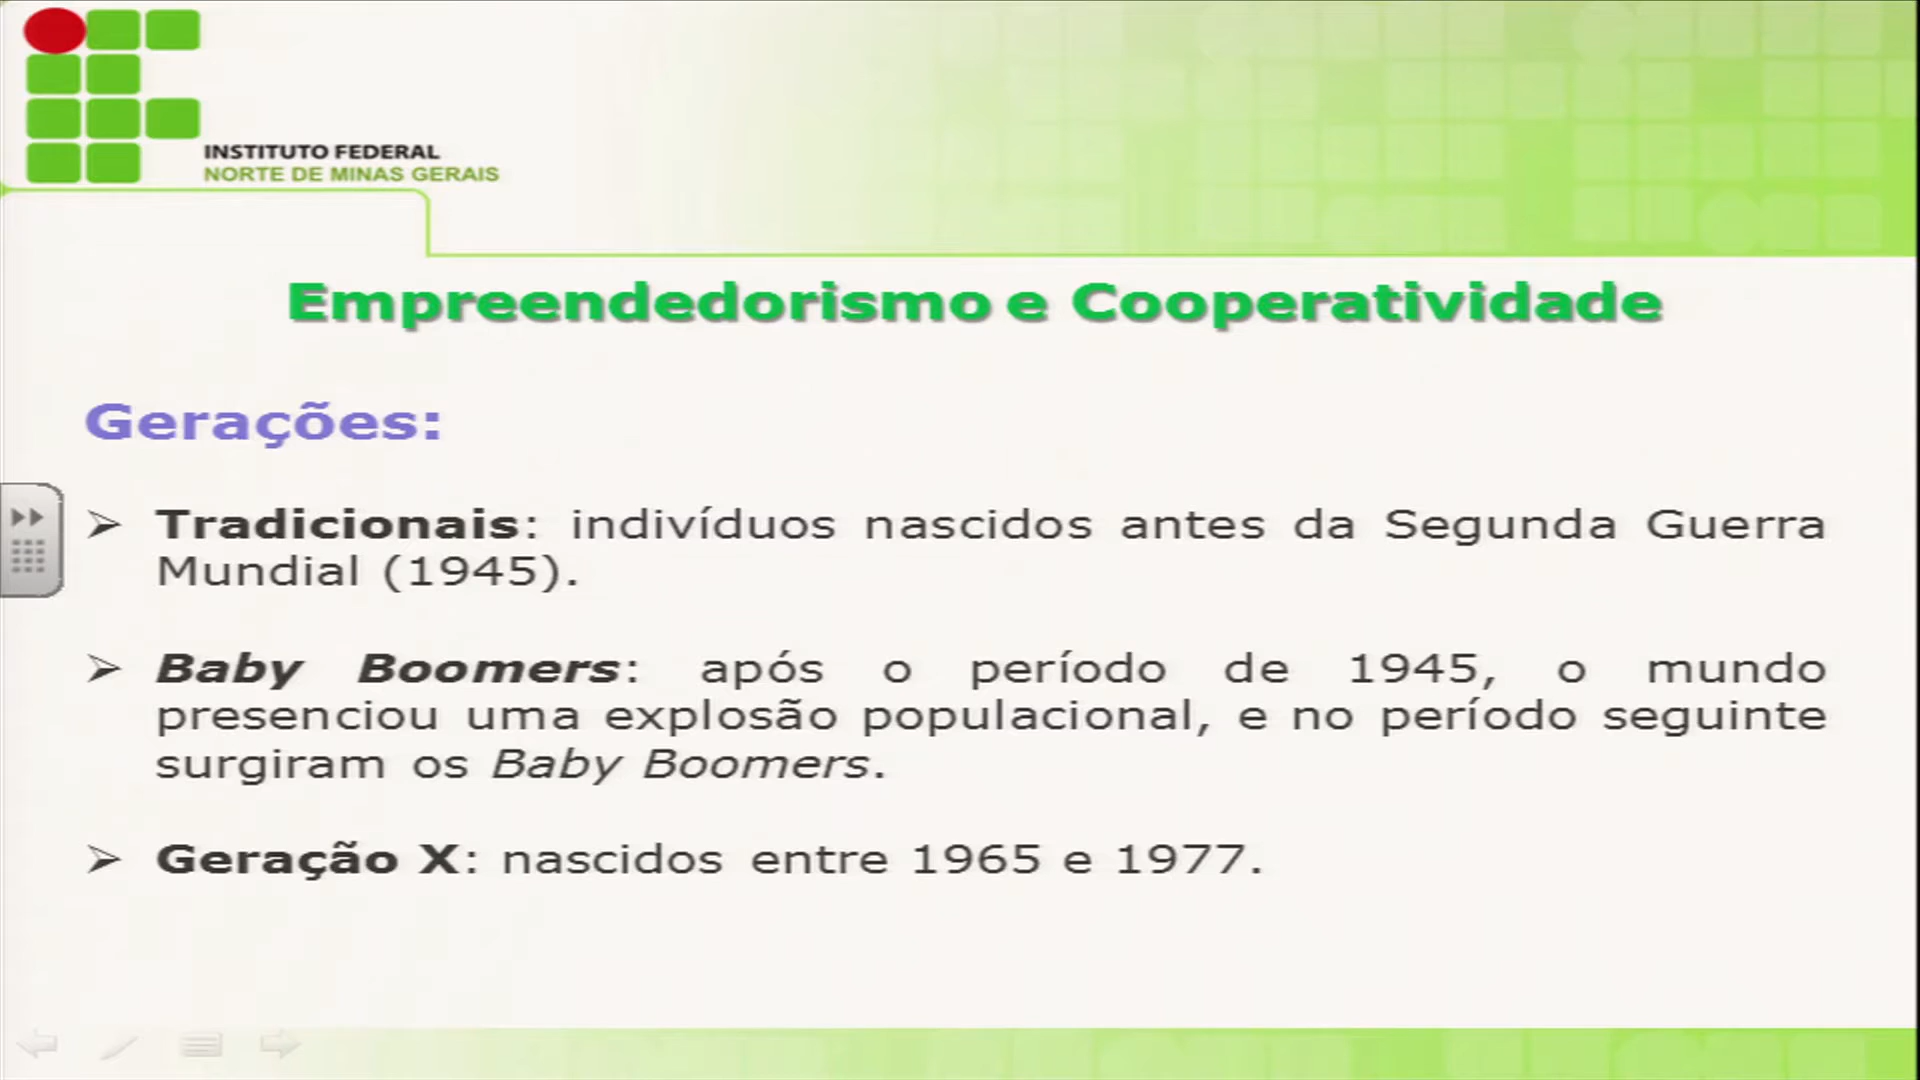 INSTITUTO FEDERAL
NORTE DE MINAS GERAIS
Empreendedorismo e Cooperatividade
Gerações:
Tradicionais: indivíduos nascidos antes da Segunda Guerra
Mundial (1945).
Baby Boomers: após o período de 1945, o mundo
presenciou uma explosão populacional, e no período seguinte
surgiram os Baby Boomers.
Geração X: nascidos entre 1965 e 1977.